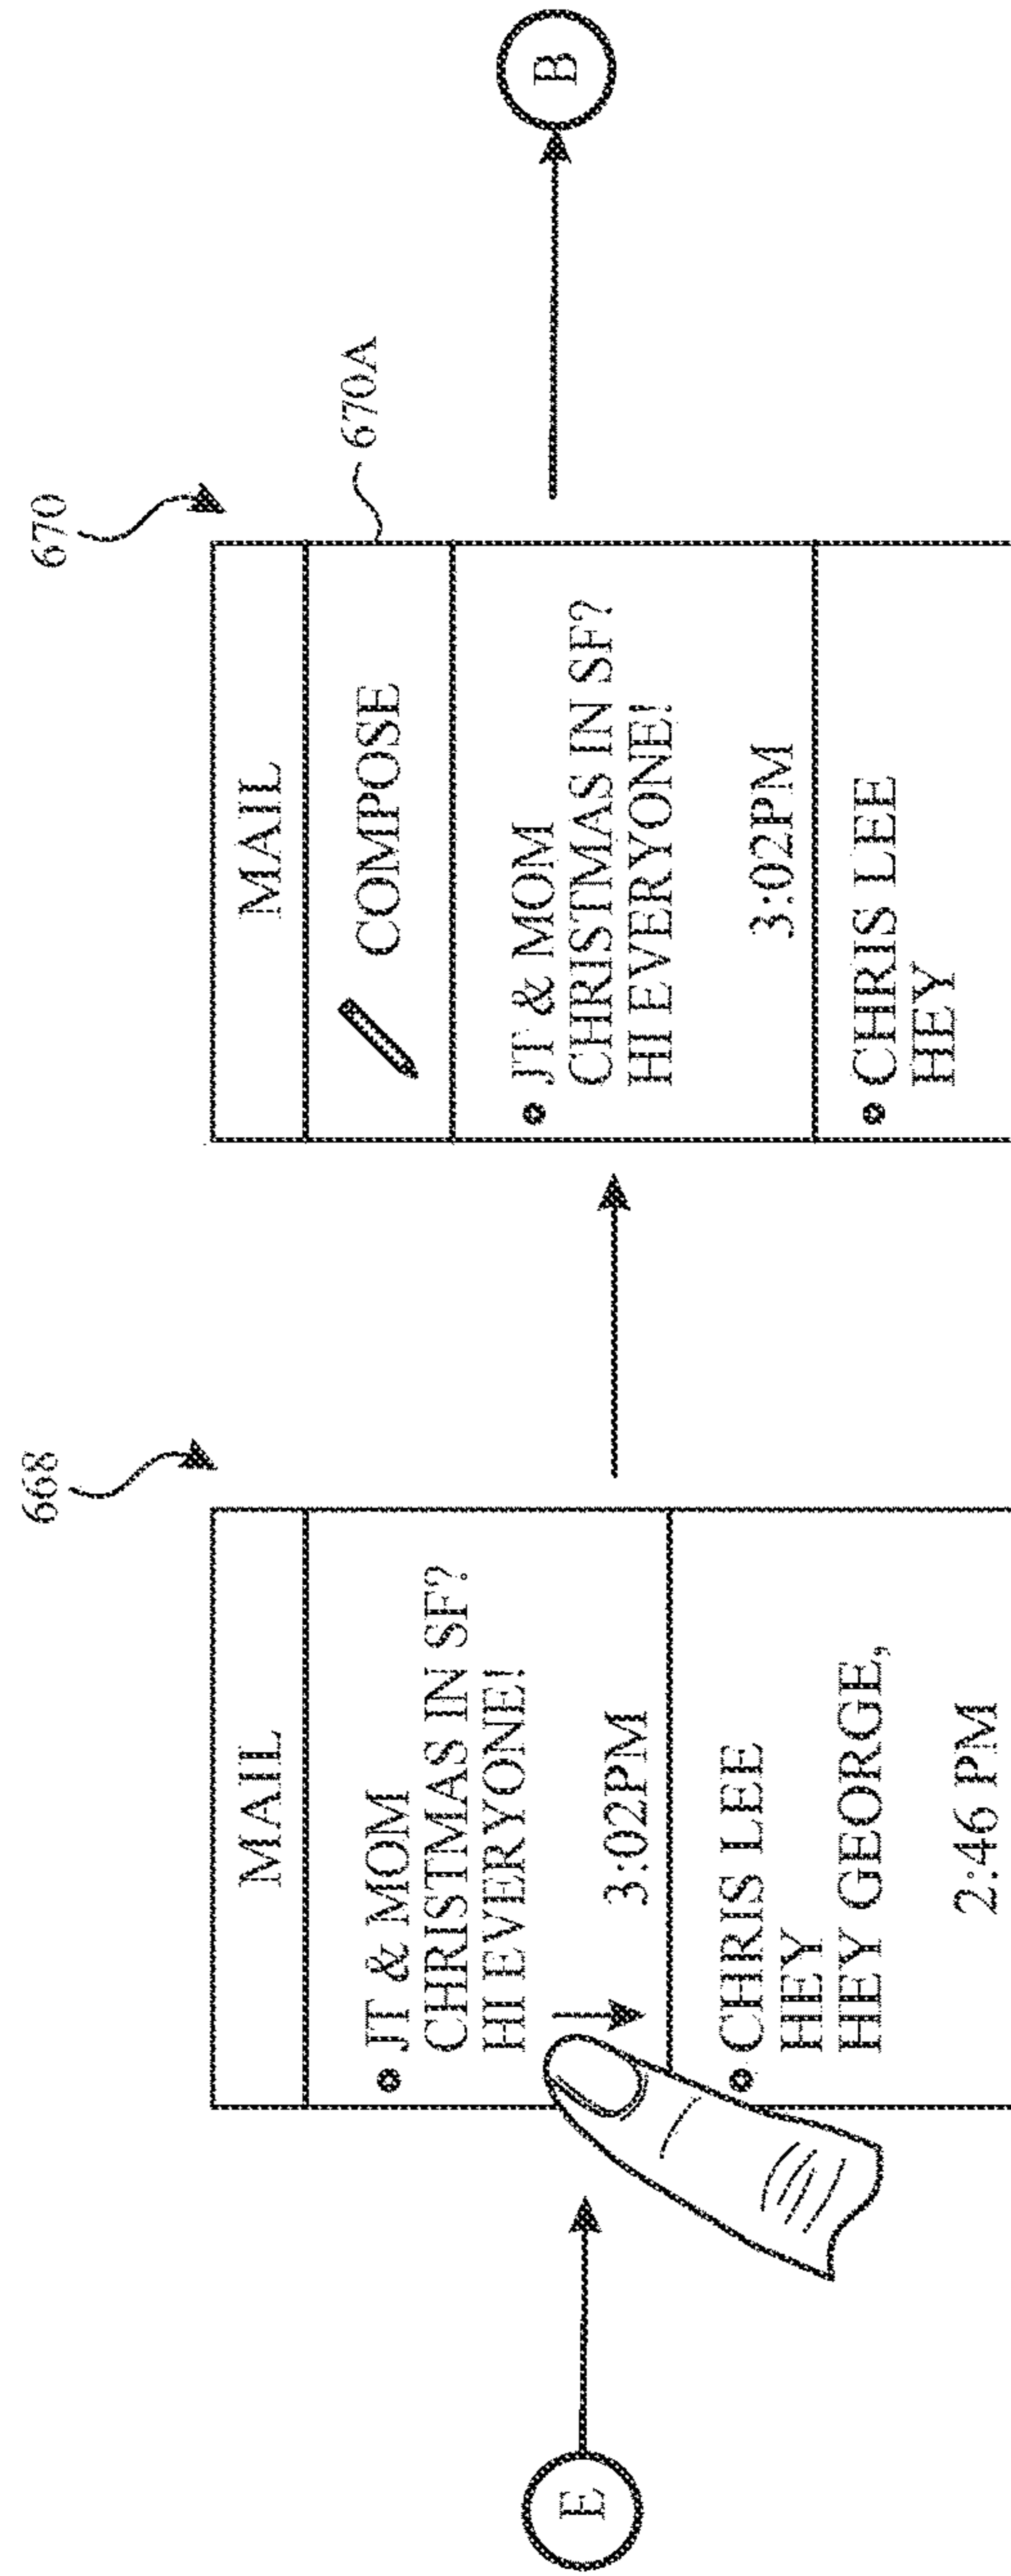 E
668
MAIL
JT & MOM
CHRISTMAS IN SF?
HI EVERYONE!
3:02PM
CHRIS LEE
HEY
HEY GEORGE,
2:46 PM
670
MAIL
COMPOSE
670A
JT & MOM
CHRISTMAS IN SF?
HI EVERYONE!
3:02PM
CHRIS LEE
HEY
B